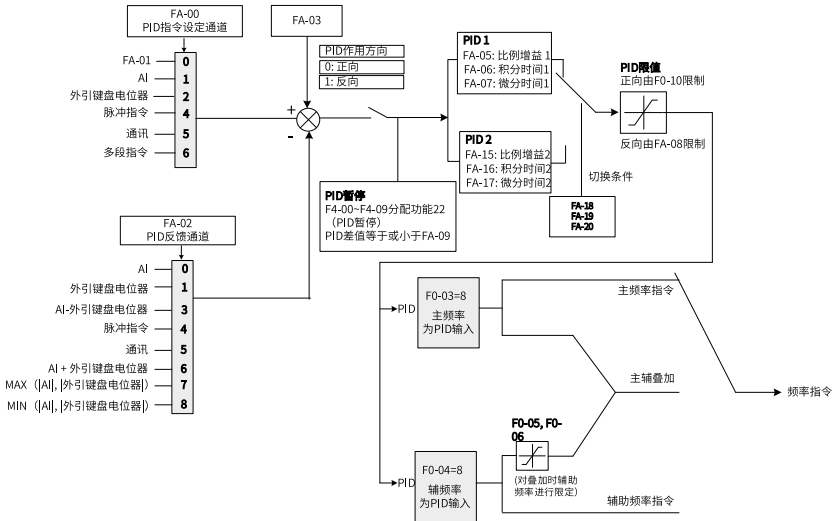 FA-00
PID指令设定通道
FA-01
0
AI
1
外引键盘电位器
2
脉冲指令
4
通讯
5
多段指令
6
FA-03
PID作用方向
0: 正向
1: 反向
+
-
PID 1
FA-05: 比例增益 1
FA-06: 积分时间1
FA-07: 微分时间1
PID 2
FA-15: 比例增益2
FA-16: 积分时间2
FA-17: 微分时间2
PID限值
正向由F0-10限制
反向由FA-08限制
切换条件
FA-18
FA-19
FA-20
PID暂停
F4-00~F4-09分配功能22
（PID暂停）
PID差值等于或小于FA-09
FA-02
PID反馈通道
AI
0
外引键盘电位器
1
AI-外引键盘电位器
3
脉冲指令
4
通讯
5
AI + 外引键盘电位器
6
MAX（|AI|, |外引键盘电位器|）
7
MIN（|AI|, |外引键盘电位器|）
8
PID
F0-03=8
主频率
为PID输入
主频率指令
主辅叠加
频率指令
F0-05, F0-
06
(对叠加时辅助
频率进行限定)
PID
F0-04=8
辅频率
为PID输入
辅助频率指令